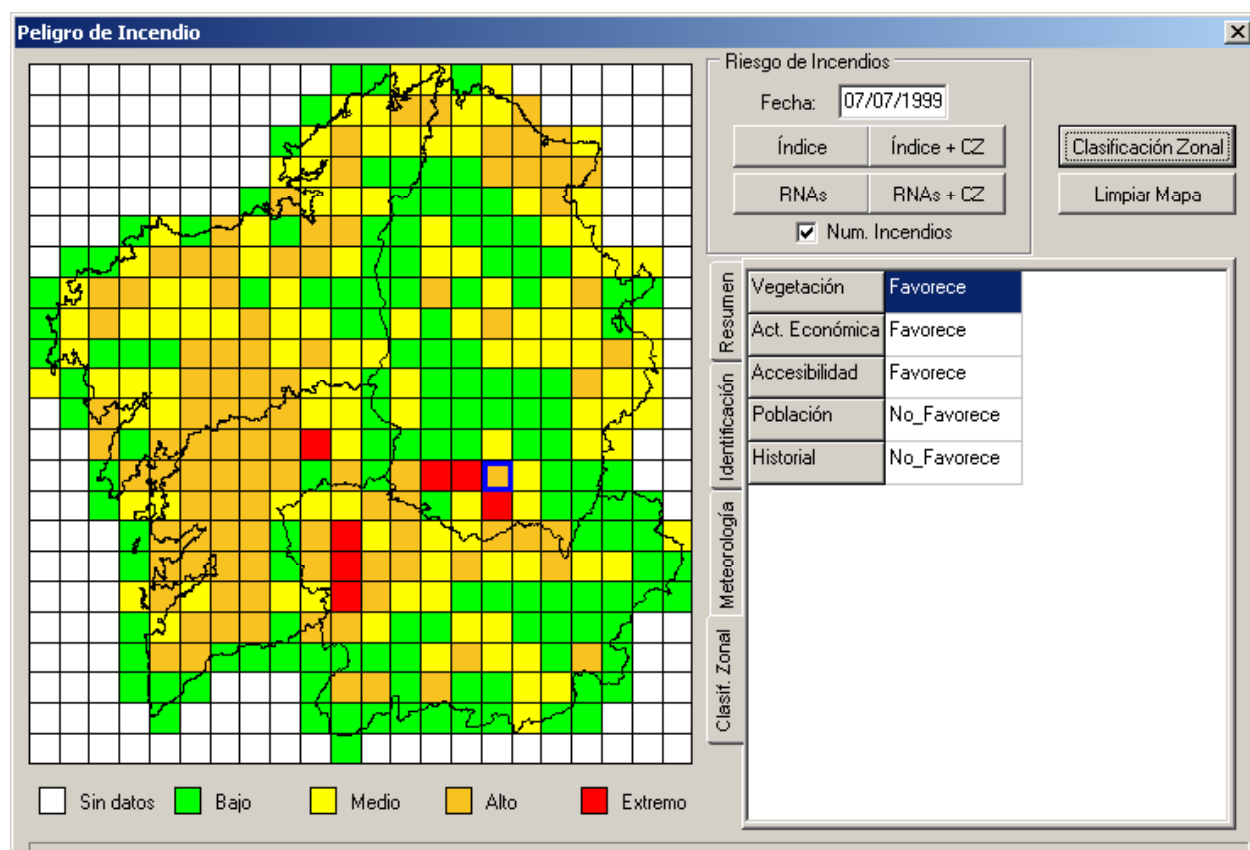 Peligro de Incendio
Riesgo de Incendios
Fecha: 07/07/1999
Índice Índice + CZ
RNAs RNAs + CZ
Num. Incendios
Clasificación Zonal
Limpiar Mapa
Resumen
Identificación
Meteorología
Clasif. Zonal
Vegetación Favorece
Act. Económica Favorece
Accesibilidad Favorece
Población No_Favorece
Historial No_Favorece
Sin datos Bajo Medio Alto Extremo